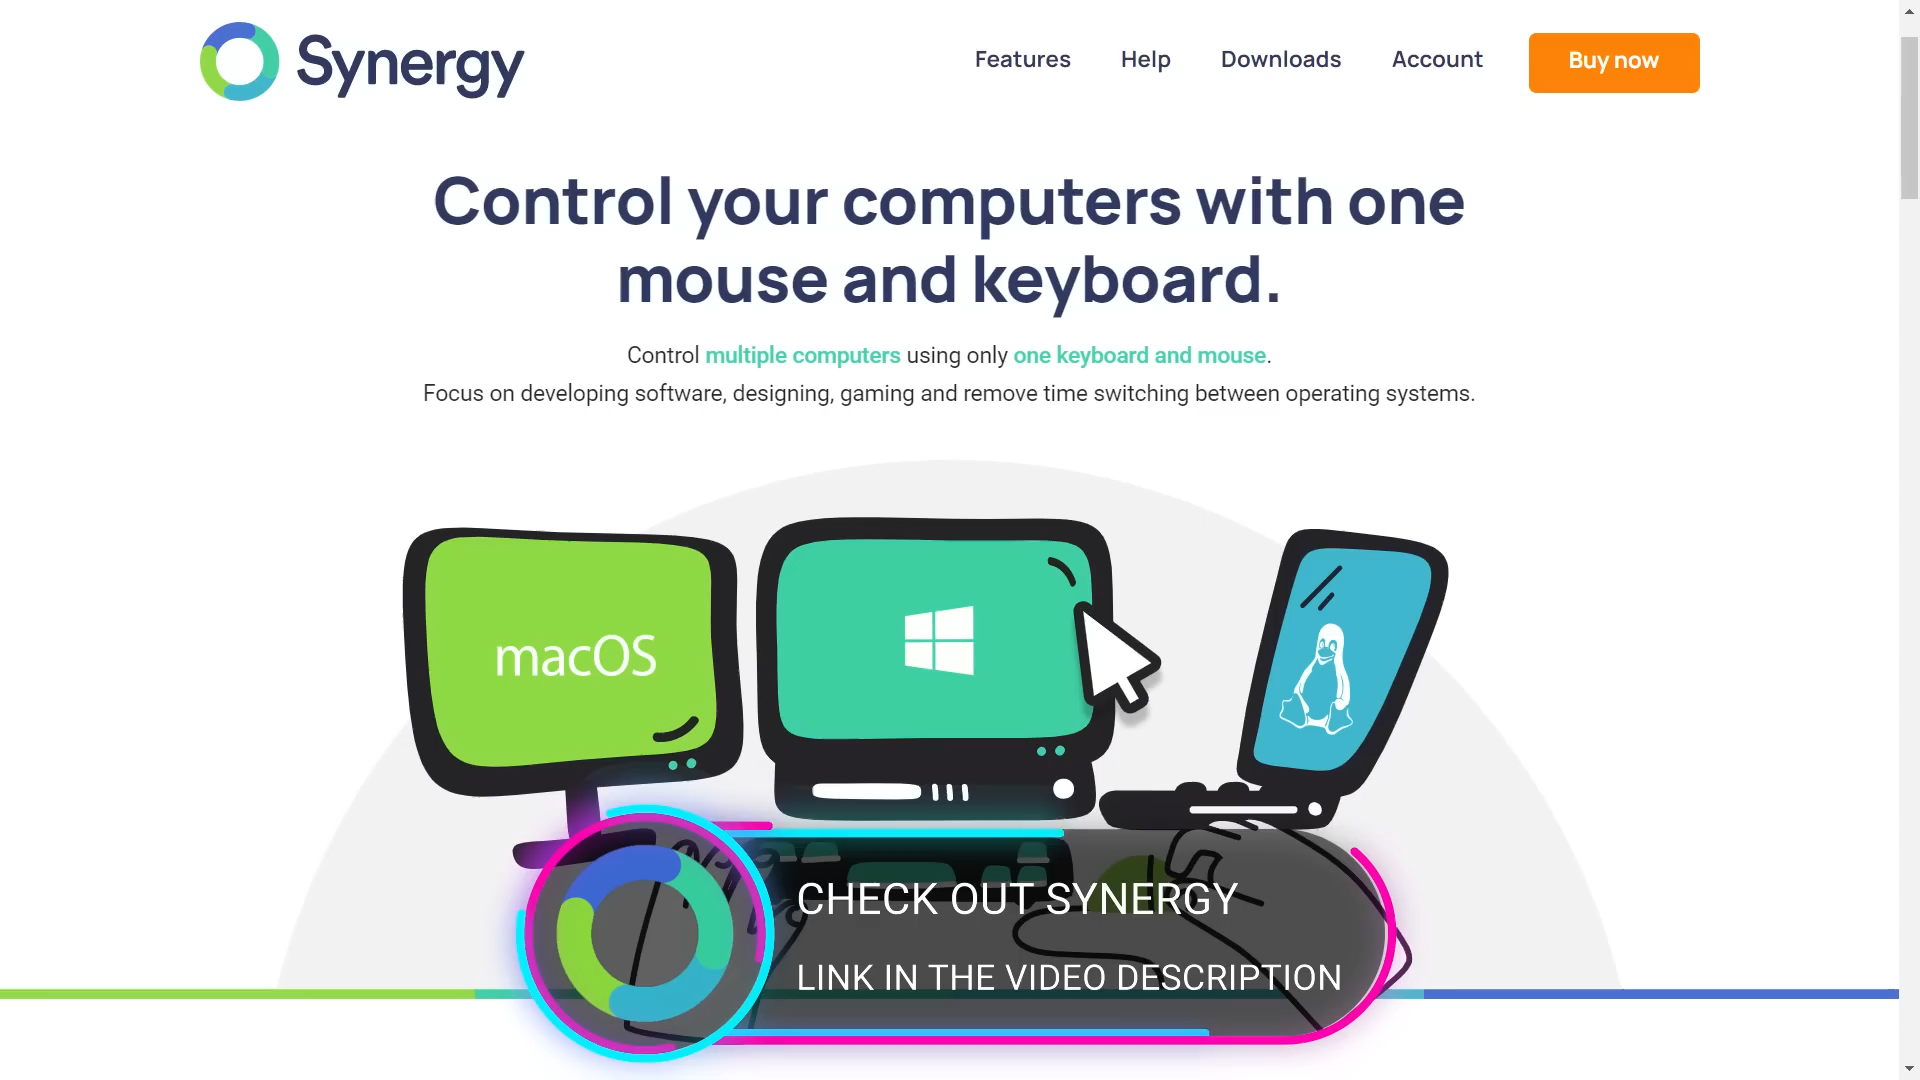 Synergy
Features
Help
Downloads
Account
Buy now
Control your computers with one
mouse and keyboard.
Control multiple computers using only one keyboard and mouse.
Focus on developing software, designing, gaming and remove time switching between operating systems.
macOS
CHECK OUT SYNERGY
LINK IN THE VIDEO DESCRIPTION